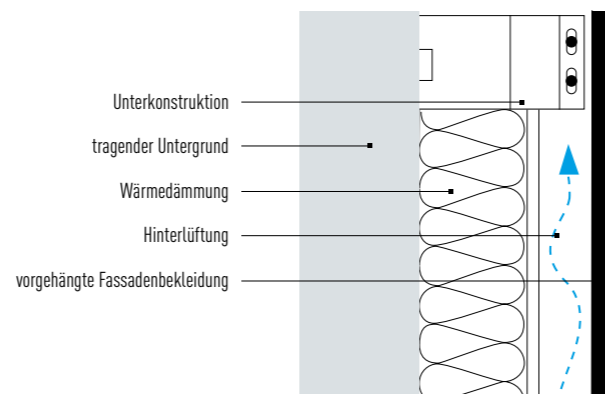 Unterkonstruktion
tragender Untergrund
Wärmedämmung
Hinterlüftung
vorgehängte Fassadenbekleidung